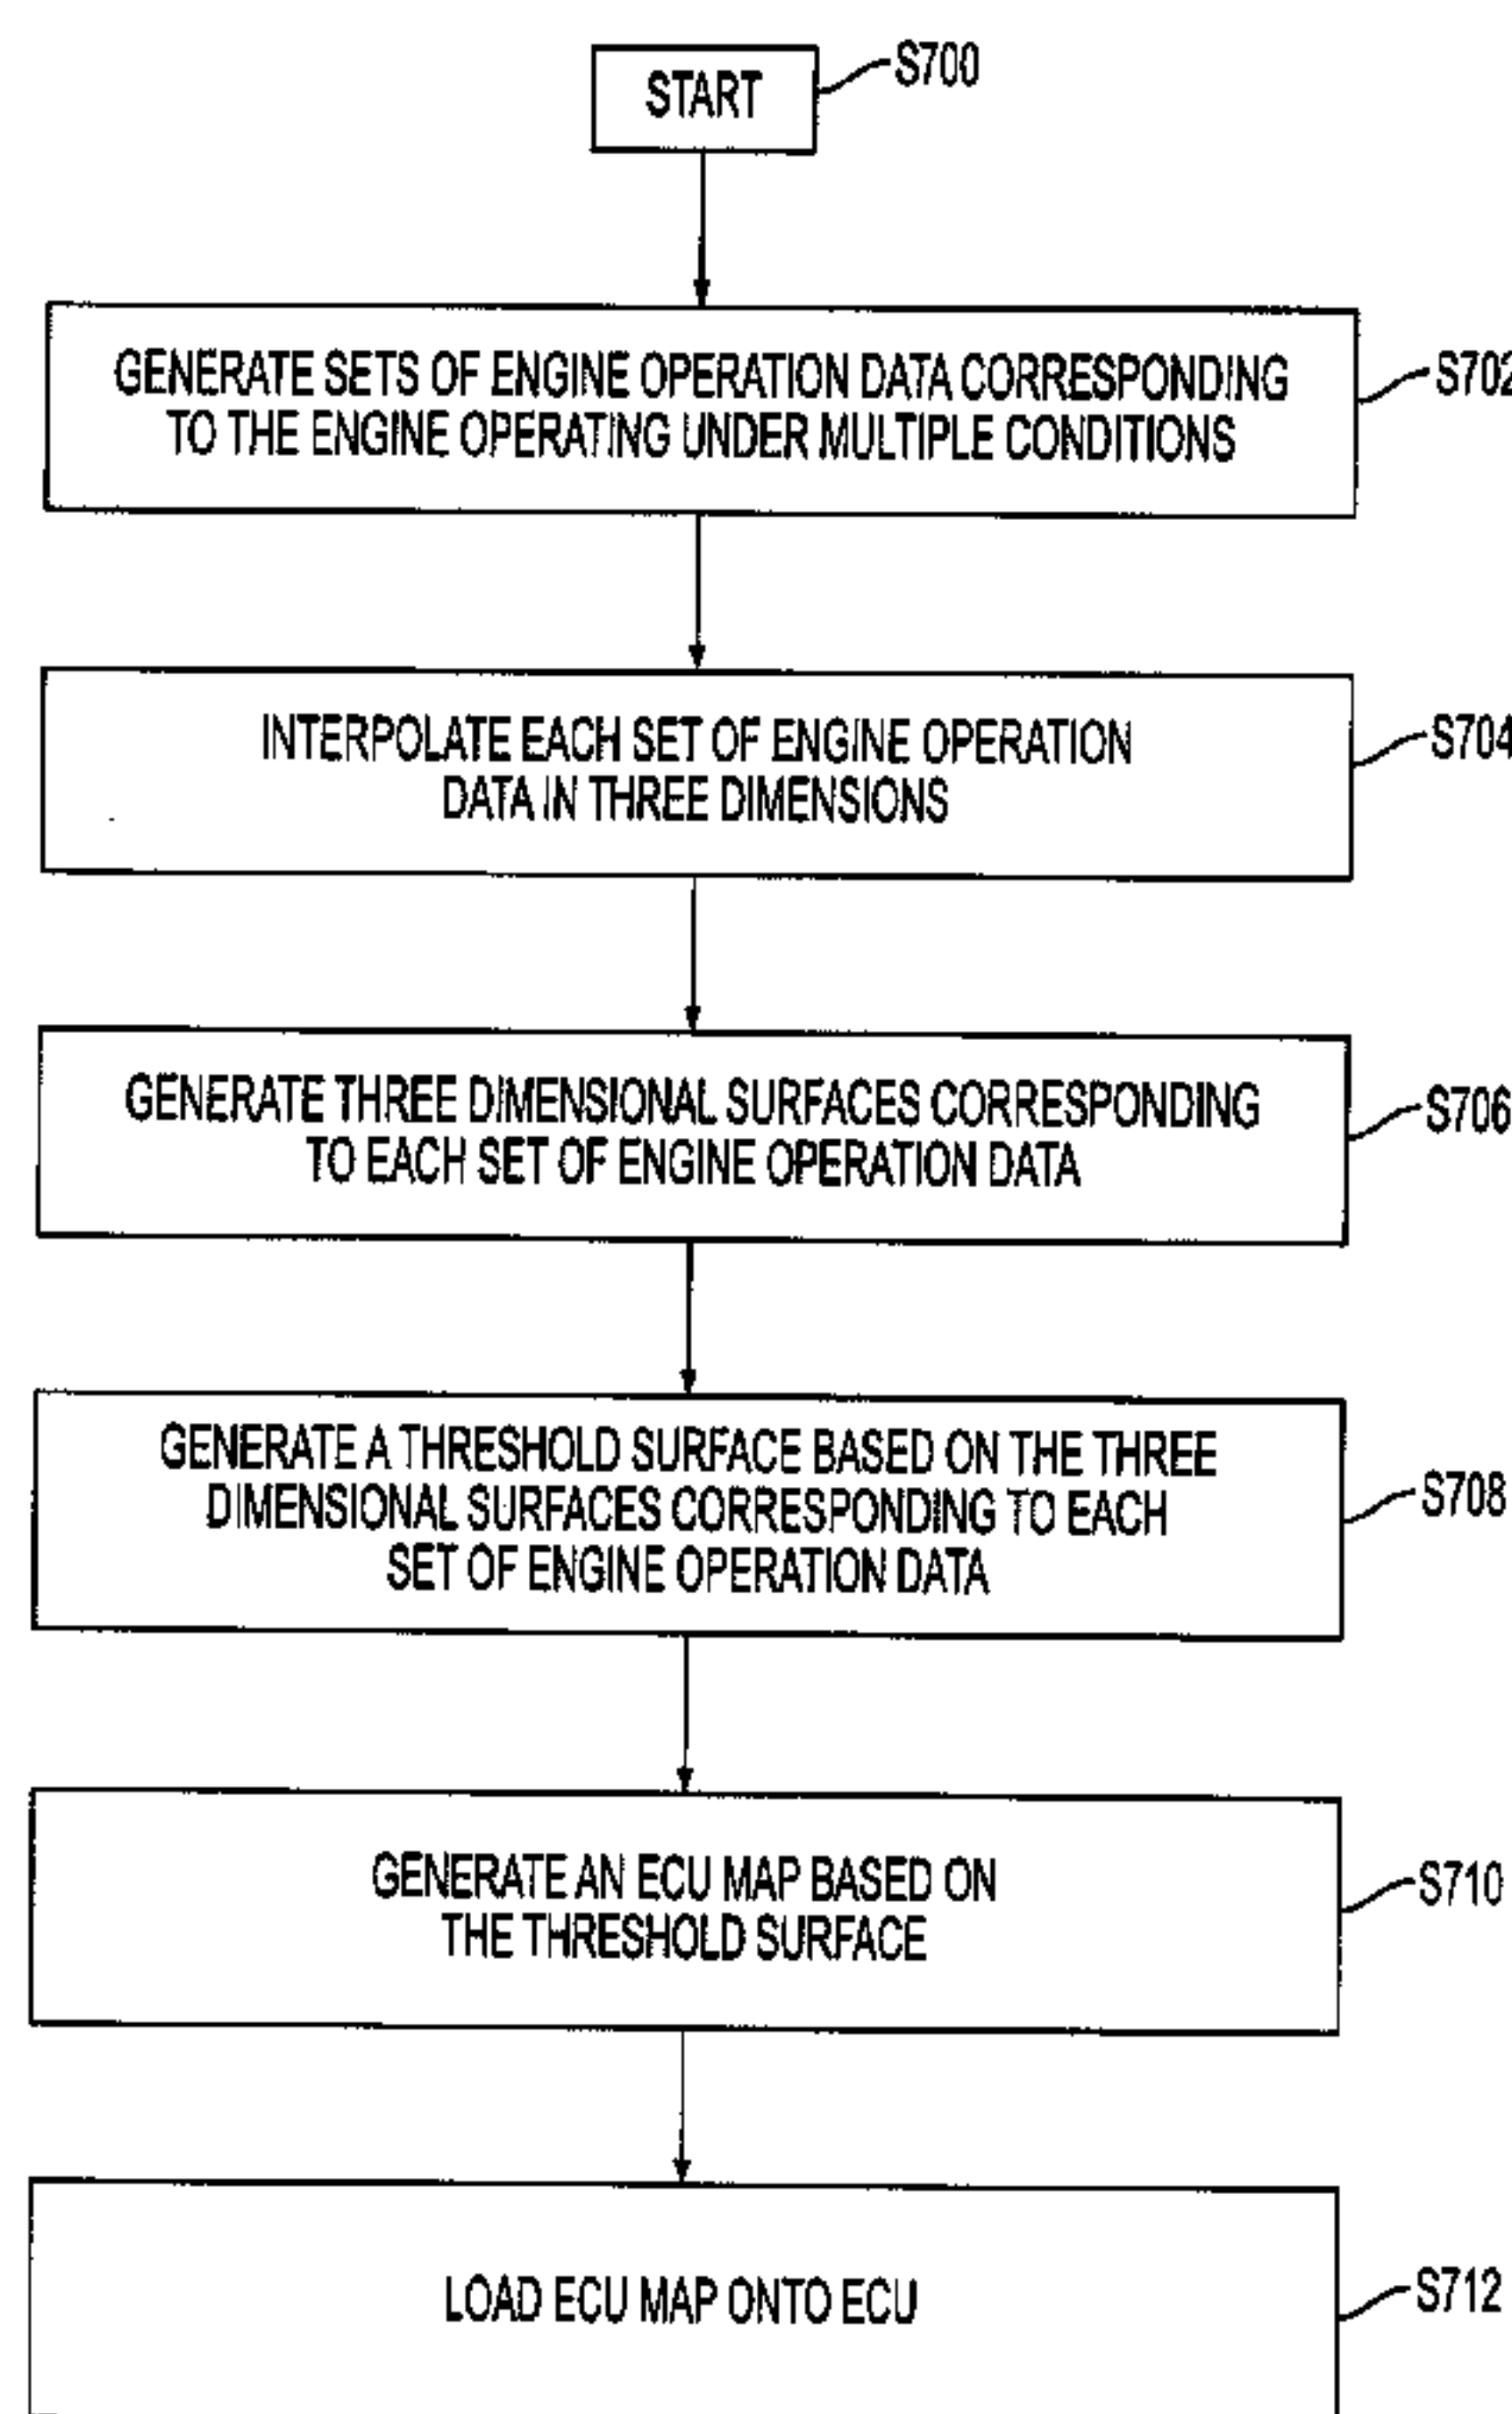 START
S700
GENERATE SETS OF ENGINE OPERATION DATA CORRESPONDING
TO THE ENGINE OPERATING UNDER MULTIPLE CONDITIONS
S702
INTERPOLATE EACH SET OF ENGINE OPERATION
DATA IN THREE DIMENSIONS
S704
GENERATE THREE DIMENSIONAL SURFACES CORRESPONDING
TO EACH SET OF ENGINE OPERATION DATA
S706
GENERATE A THRESHOLD SURFACE BASED ON THE THREE
DIMENSIONAL SURFACES CORRESPONDING TO EACH
SET OF ENGINE OPERATION DATA
S708
GENERATE AN ECU MAP BASED ON
THE THRESHOLD SURFACE
S710
LOAD ECU MAP ONTO ECU
S712